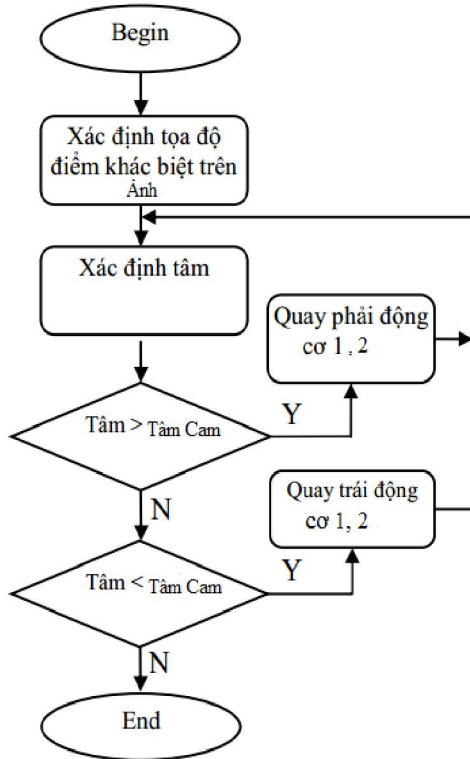 Begin
Xác định tọa độ
điểm khác biệt trên
Ảnh
Xác định tâm
Quay phải động
cơ 1 , 2
Tâm > Tâm Cam
Y
N
Quay trái động
cơ 1, 2
Tâm < Tâm Cam
Y
N
End